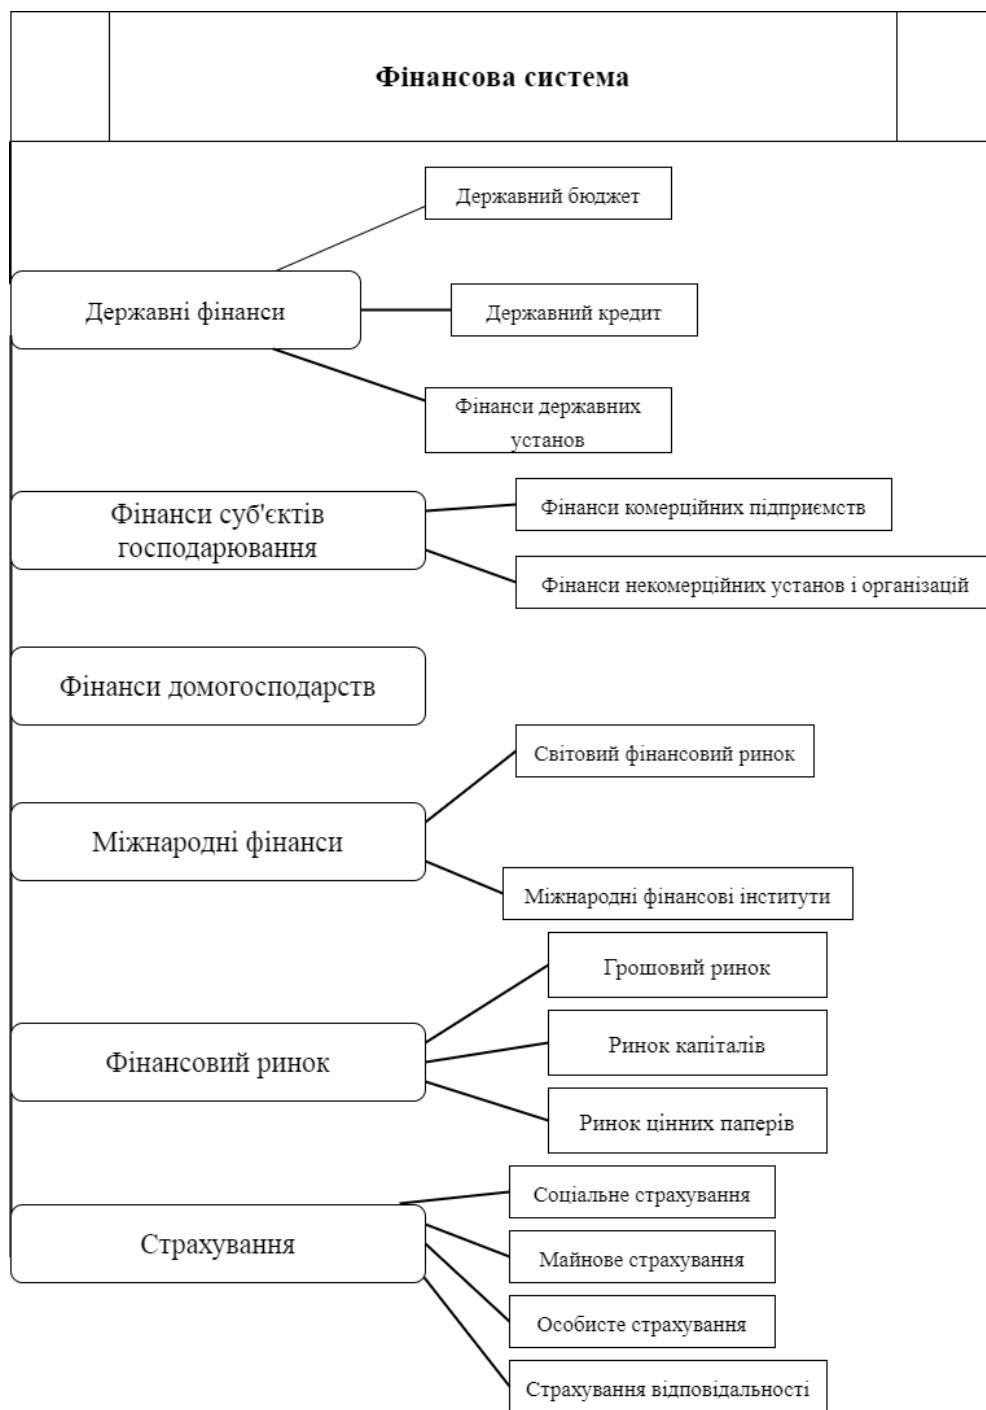 Фінансова система
Державний бюджет
Державні фінанси
Державний кредит
Фінанси державних
установ
Фінанси суб'єктів
господарювання
Фінанси комерційних підприємств
Фінанси некомерційних установ і організацій
Фінанси домогосподарств
Світовий фінансовий ринок
Міжнародні фінанси
Міжнародні фінансові інститути
Грошовий ринок
Фінансовий ринок
Ринок капіталів
Ринок цінних паперів
Соціальне страхування
Страхування
Майнове страхування
Особисте страхування
Страхування відповідальності